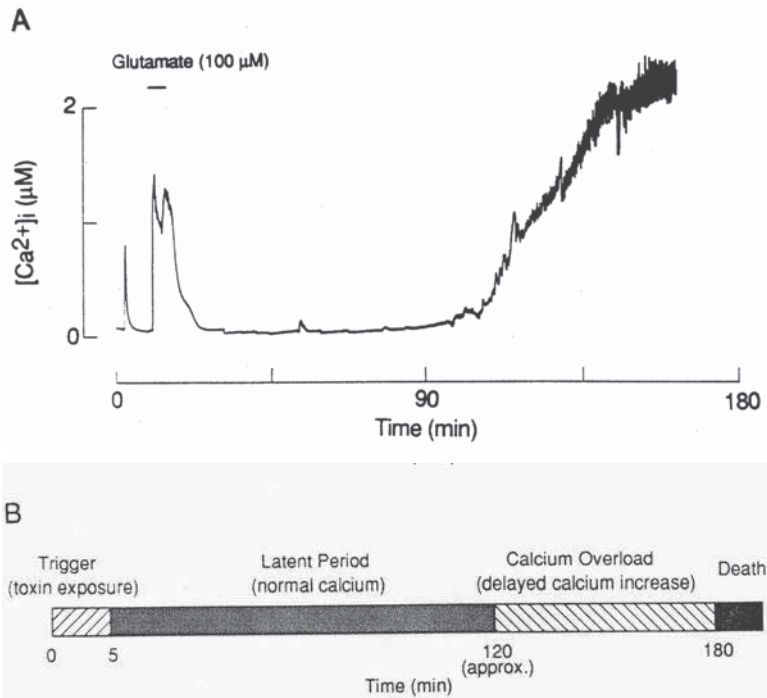 A
Glutamate (100 μM)
2
[Ca2+]i (μM)
0
0 90 180
Time (min)
B
Trigger
(toxin exposure)
Latent Period
(normal calcium)
Calcium Overload
(delayed calcium increase)
Death
0 5 120 180
(approx.)
Time (min)